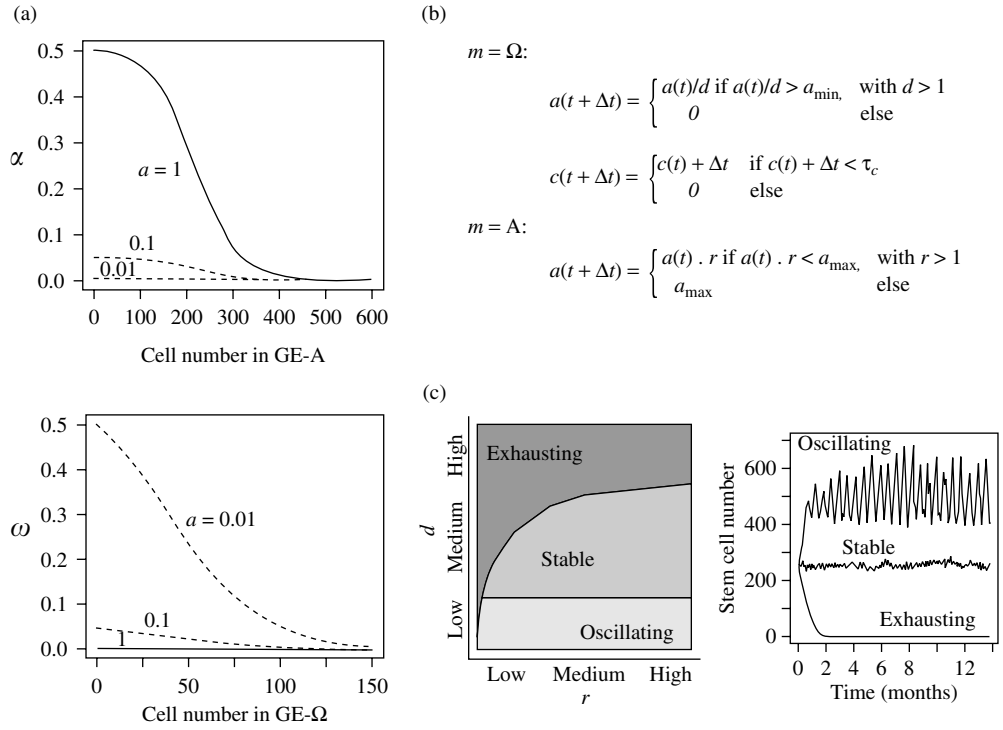 (a)
0.5
0.4
0.3
0.2
0.1
0.0
α
a = 1
0.1
0.01
0 100 200 300 400 500 600
Cell number in GE-A
0.5
0.4
0.3
0.2
0.1
0.0
ω
a = 0.01
0.1
1
0 50 100 150
Cell number in GE-Ω
(b)
m = Ω:
a(t + Δt) = { a(t)/d if a(t)/d > a_min, with d > 1
0 else
c(t + Δt) = { c(t) + Δt if c(t) + Δt < τ_c
0 else
m = A:
a(t + Δt) = { a(t) . r if a(t) . r < a_max, with r > 1
a_max else
(c)
High
Medium
Low
d
Exhausting
Stable
Oscillating
Low Medium High
r
Stem cell number
600
400
200
0
Oscillating
Stable
Exhausting
0 2 4 6 8 12
Time (months)